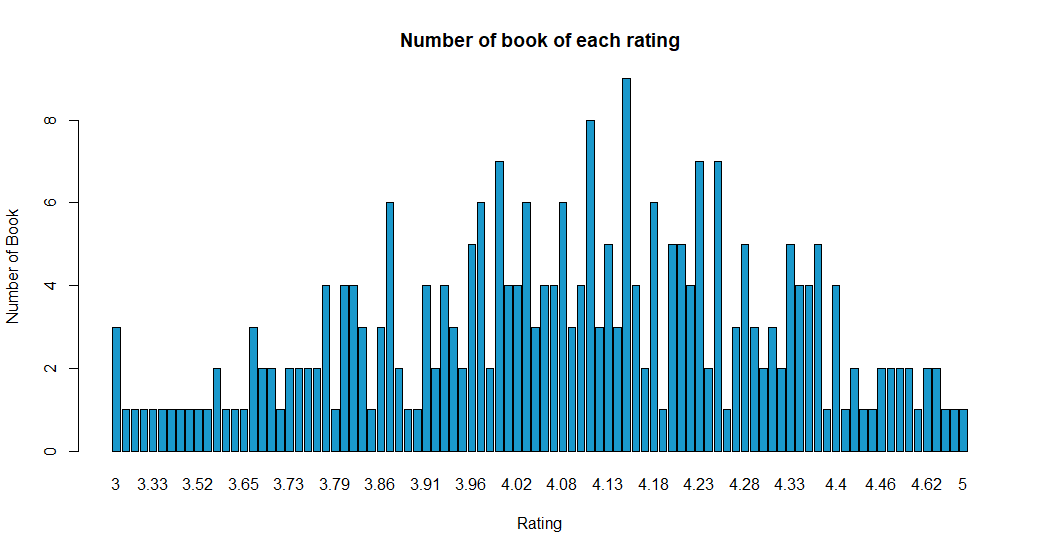 Number of book of each rating
Number of Book
8
6
4
2
0
3 3.33 3.52 3.65 3.73 3.79 3.86 3.91 3.96 4.02 4.08 4.13 4.18 4.23 4.28 4.33 4.4 4.46 4.62 5
Rating